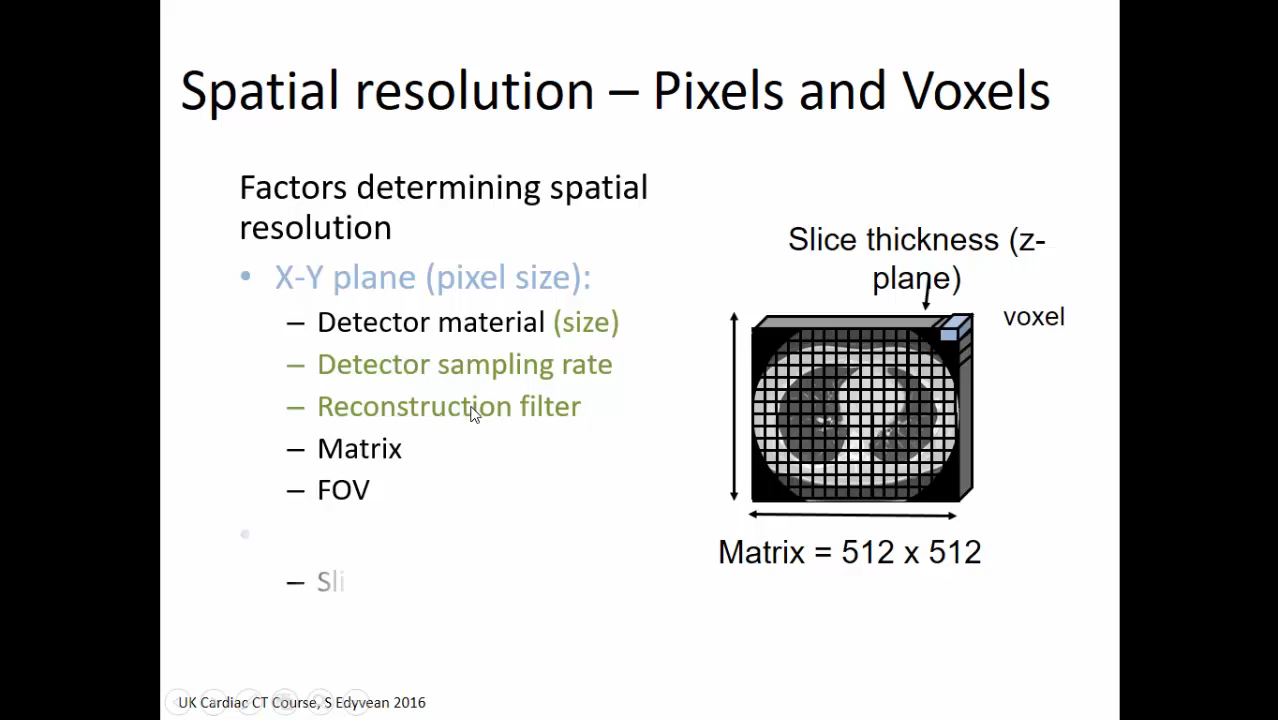 Spatial resolution – Pixels and Voxels
Factors determining spatial
resolution
• X-Y plane (pixel size):
– Detector material (size)
– Detector sampling rate
– Reconstruction filter
– Matrix
– FOV
– Sli
Slice thickness (z-
plane)
voxel
Matrix = 512 x 512
UK Cardiac CT Course, S Edyvean 2016